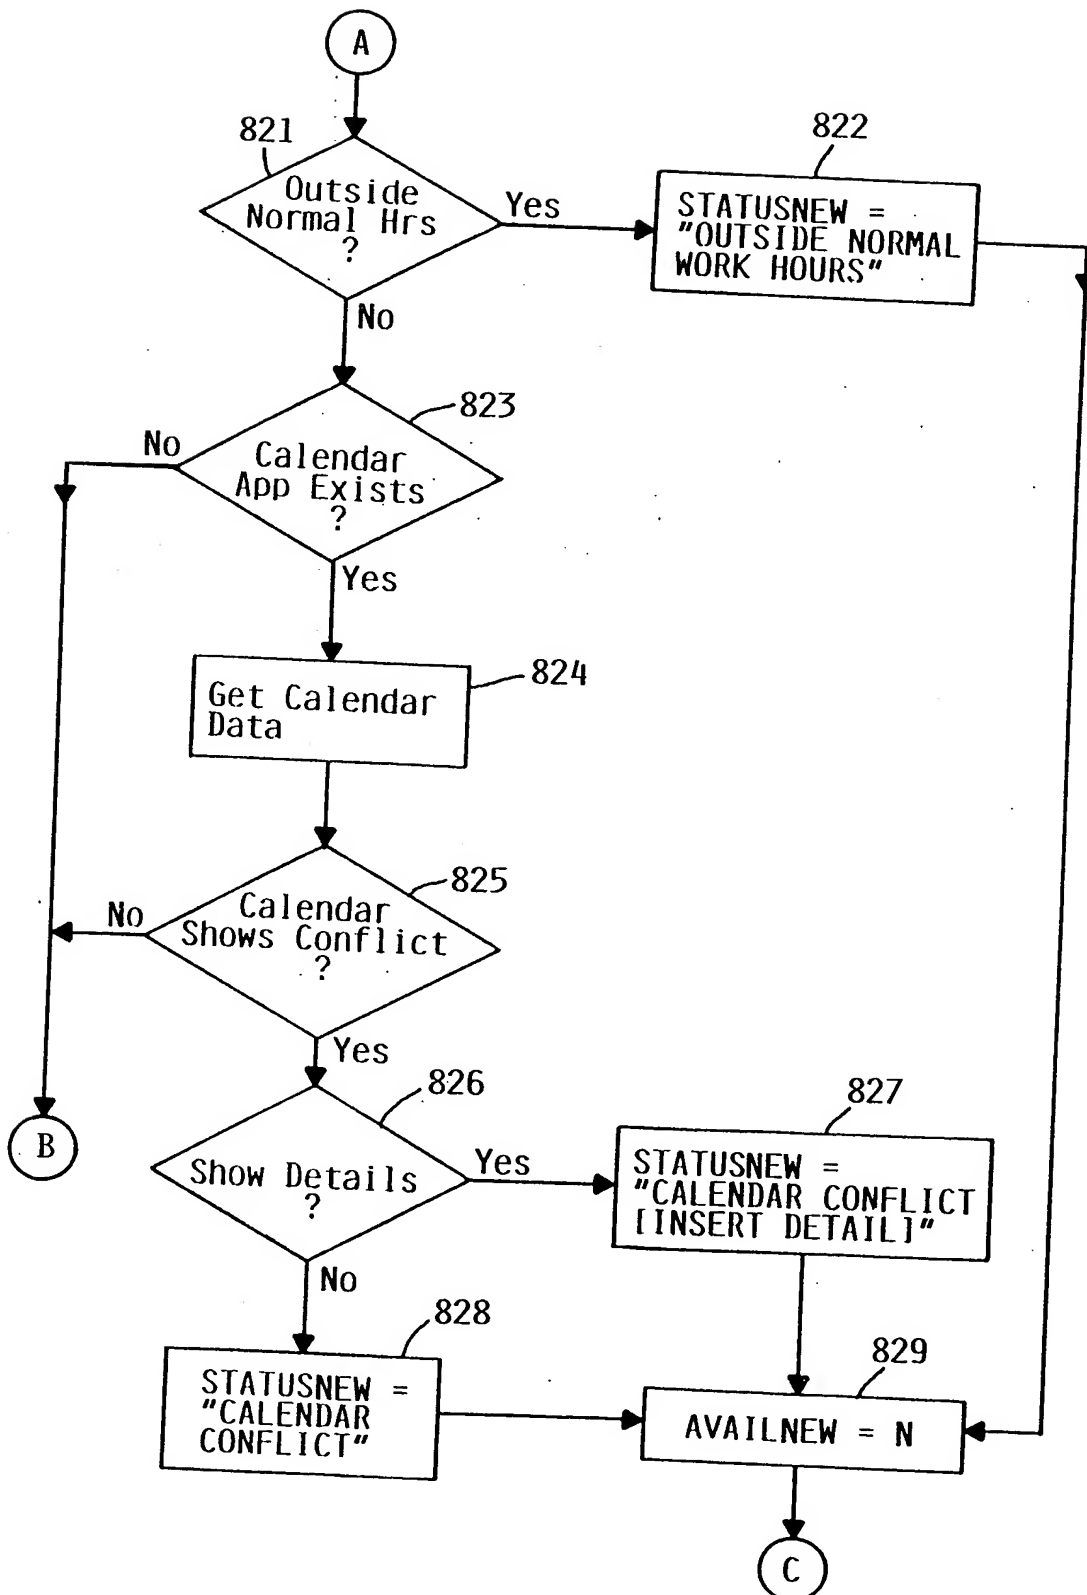 A
821
Outside
Normal Hrs
?
Yes
822
STATUSNEW =
"OUTSIDE NORMAL
WORK HOURS"
No
823
No
Calendar
App Exists
?
Yes
824
Get Calendar
Data
825
No
Calendar
Shows Conflict
?
Yes
826
827
B
Show Details
?
Yes
STATUSNEW =
"CALENDAR CONFLICT
[INSERT DETAIL]"
No
828
829
STATUSNEW =
"CALENDAR
CONFLICT"
AVAILNEW = N
C